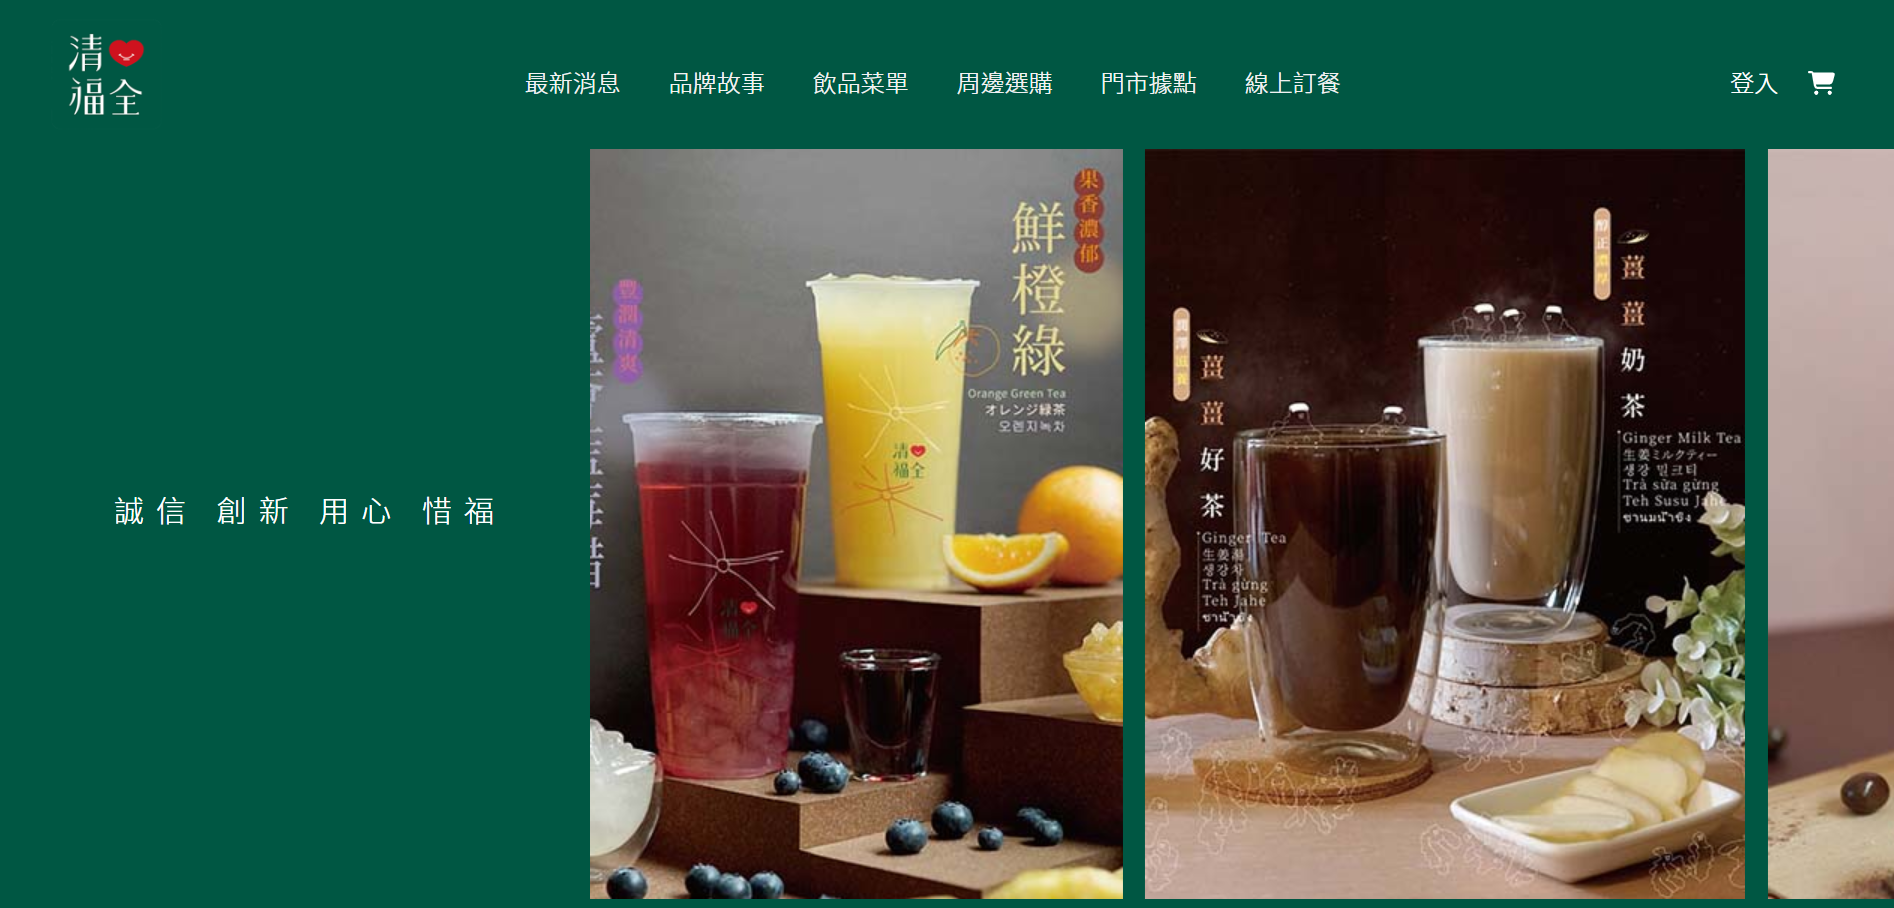 清
福全
最新消息
品牌故事
飲品菜單
周邊選購
門市據點
線上訂餐
登入
誠信 創新 用心 惜福
豐潤清爽
果香濃郁
鮮橙綠
Orange Green Tea
オレンジ緑茶
오렌지녹차
清
福全
清
福全
潤澤滋養
薑薑好茶
Ginger Tea
生姜湯
생강차
Trà gừng
Teh Jahe
ชาน้ำขิง
醇正濃厚
薑薑奶茶
Ginger Milk Tea
生姜ミルクティー
생강 밀크티
Trà sữa gừng
Teh Susu Jahe
ชานมน้ำขิง